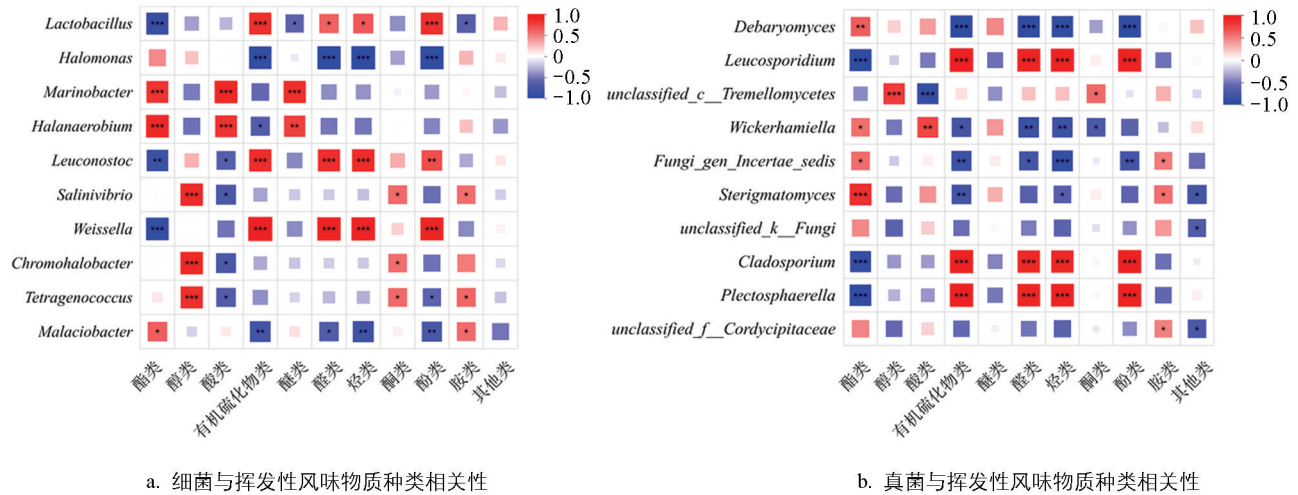 Lactobacillus *** *** * * * *** *
Halomonas *** *** *** ***
Marinobacter *** *** ***
Halanaerobium *** *** * **
Leuconostoc ** * *** *** *** **
Salinivibrio *** * * *
Weissella *** *** *** *** ***
Chromohalobacter *** * *
Tetragenococcus *** * * * *
Malaciobacter * ** * ** ** *
1.0
0.5
0
−0.5
−1.0
酯类 醇类 酸类 有机硫化物类 醚类 醛类 烃类 酮类 酚类 胺类 其他类
a. 细菌与挥发性风味物质种类相关性
Debaryomyces ** *** *** *** ***
Leucosporidium *** *** *** *** ***
unclassified_c__Tremellomycetes *** *** *
Wickerhamiella * ** * ** ** *
Fungi_gen_Incertae_sedis * ** * *** ** *
Sterigmatomyces *** ** * * *
unclassified_k__Fungi *
Cladosporium *** *** *** *** ***
Plectosphaerella *** *** *** *** ***
unclassified_f__Cordycipitaceae * *
1.0
0.5
0
−0.5
−1.0
酯类 醇类 酸类 有机硫化物类 醚类 醛类 烃类 酮类 酚类 胺类 其他类
b. 真菌与挥发性风味物质种类相关性